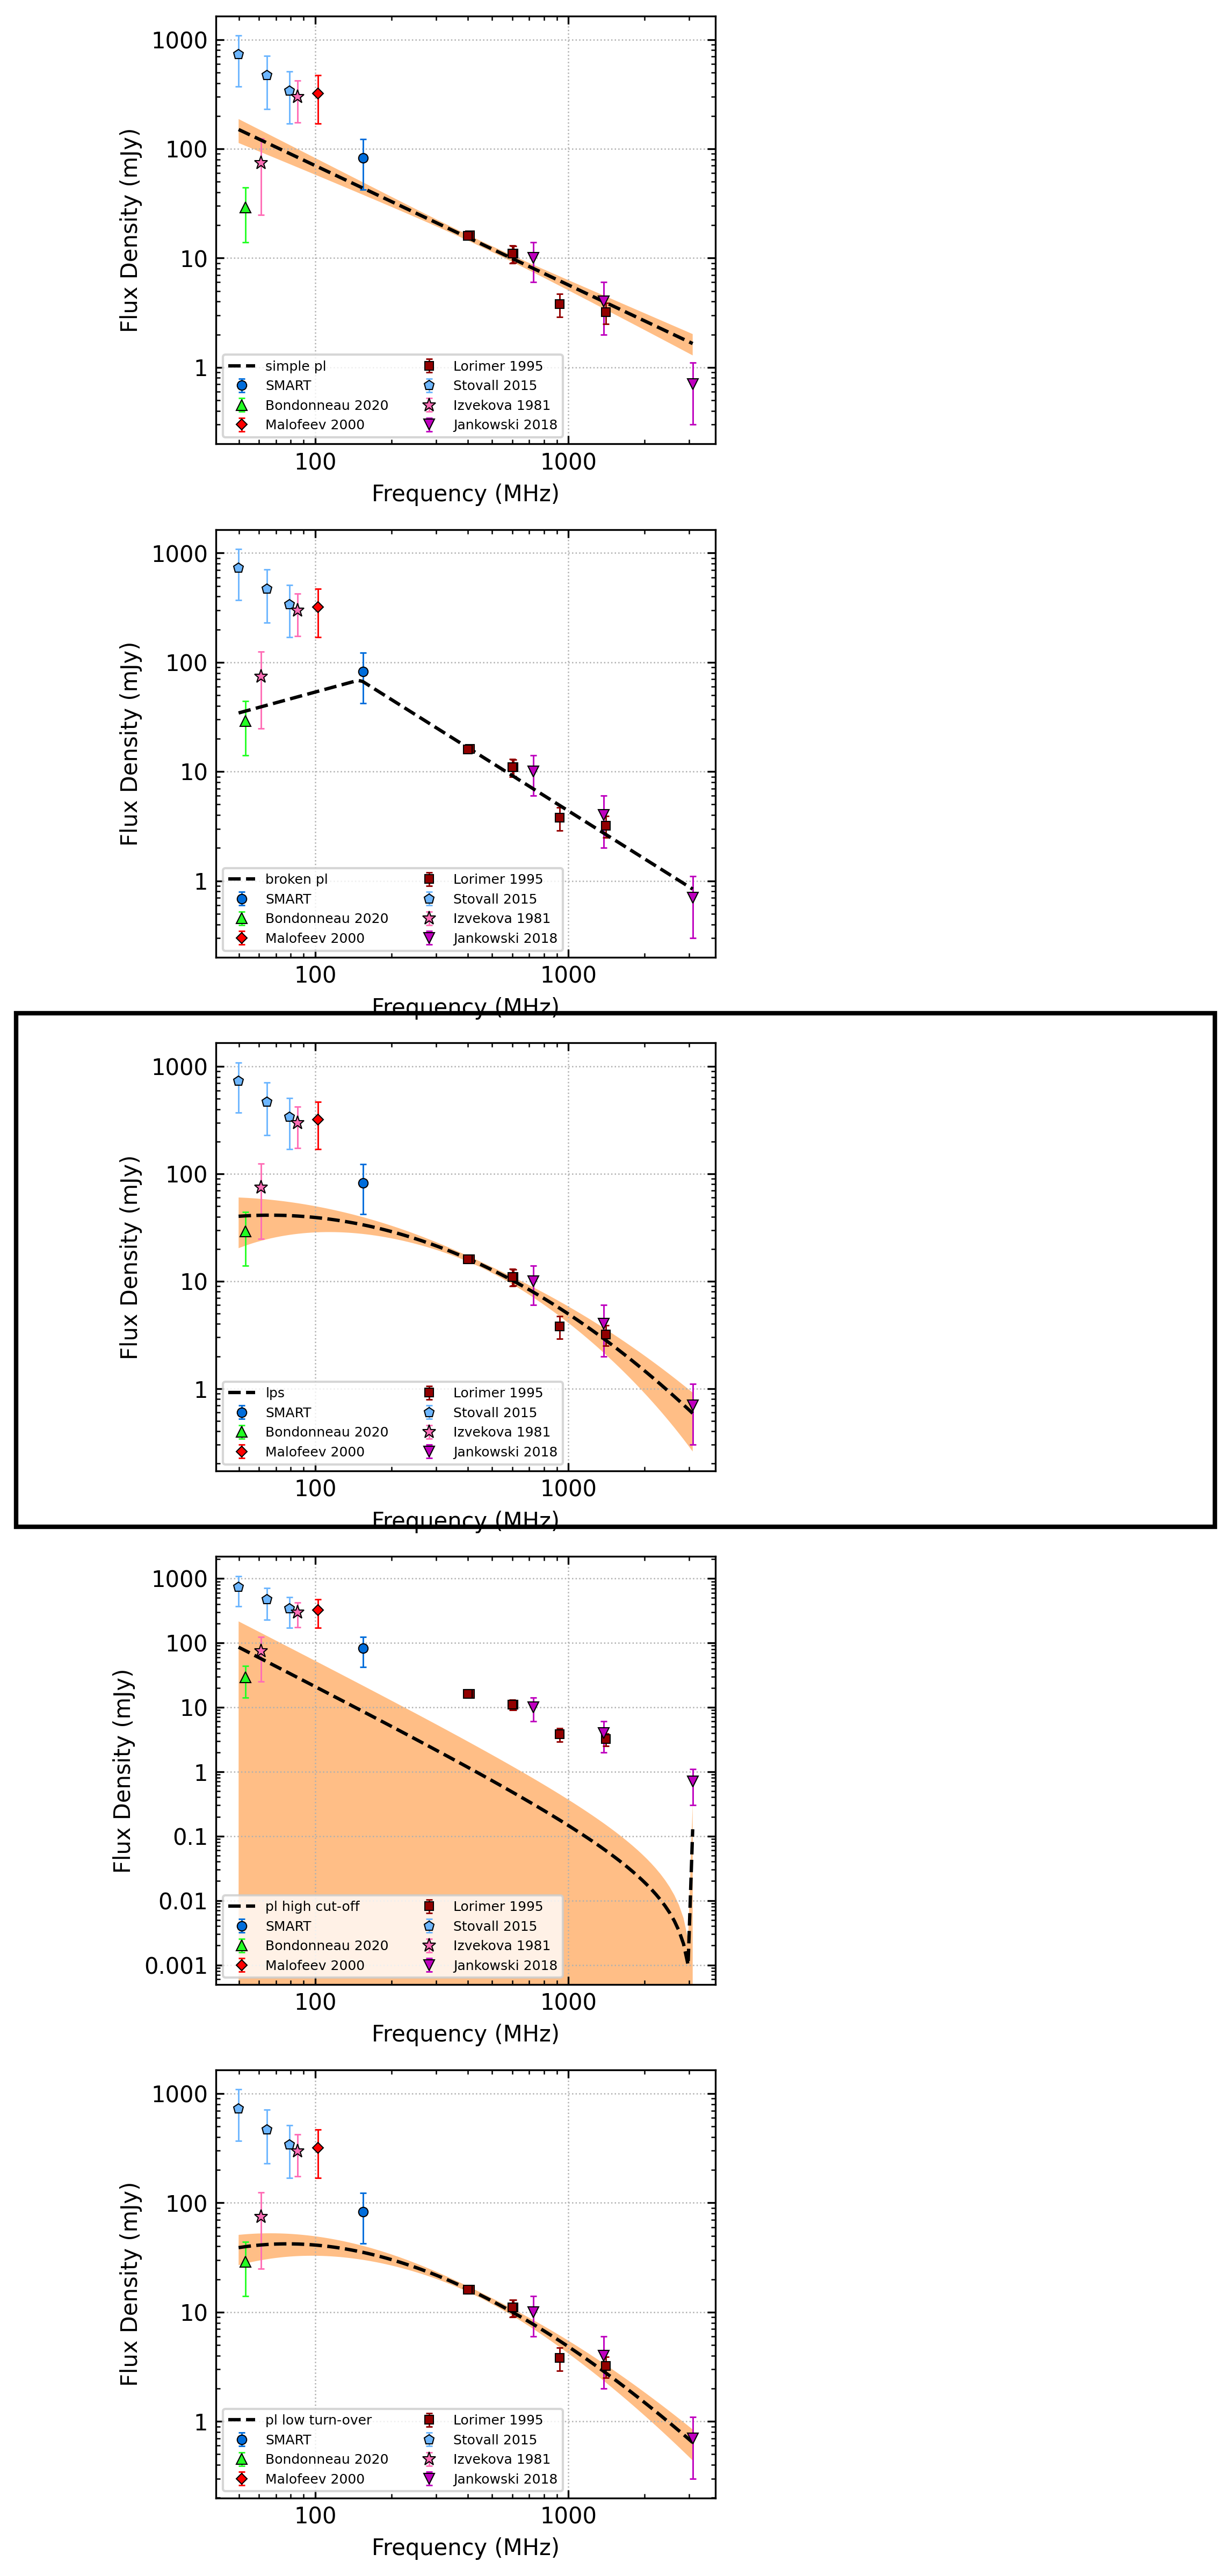 1000
100
10
1
Flux Density (mJy)
simple pl
SMART
Bondonneau 2020
Malofeev 2000
Lorimer 1995
Stovall 2015
Izvekova 1981
Jankowski 2018
100 1000
Frequency (MHz)
1000
100
10
1
Flux Density (mJy)
broken pl
SMART
Bondonneau 2020
Malofeev 2000
Lorimer 1995
Stovall 2015
Izvekova 1981
Jankowski 2018
100 1000
Frequency (MHz)
1000
100
10
1
Flux Density (mJy)
lps
SMART
Bondonneau 2020
Malofeev 2000
Lorimer 1995
Stovall 2015
Izvekova 1981
Jankowski 2018
100 1000
Frequency (MHz)
1000
100
10
1
0.1
0.01
0.001
Flux Density (mJy)
pl high cut-off
SMART
Bondonneau 2020
Malofeev 2000
Lorimer 1995
Stovall 2015
Izvekova 1981
Jankowski 2018
100 1000
Frequency (MHz)
1000
100
10
1
Flux Density (mJy)
pl low turn-over
SMART
Bondonneau 2020
Malofeev 2000
Lorimer 1995
Stovall 2015
Izvekova 1981
Jankowski 2018
100 1000
Frequency (MHz)